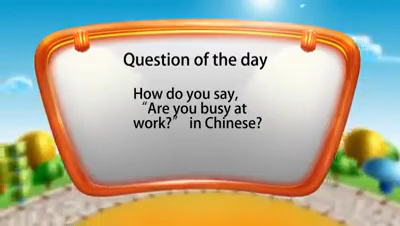 Question of the day
How do you say,
“Are you busy at
work?” in Chinese?